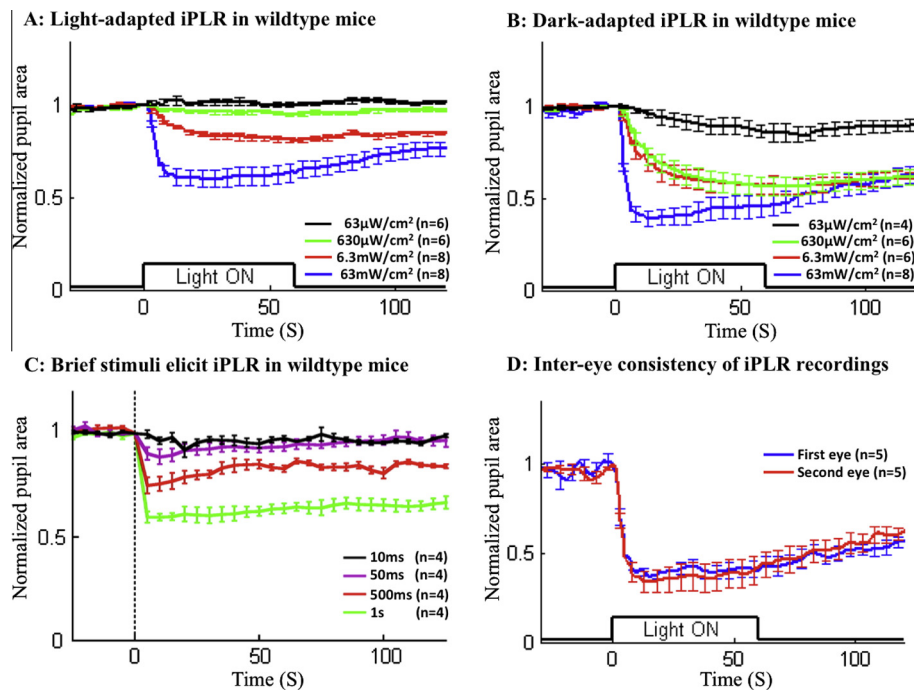 A: Light-adapted iPLR in wildtype mice
Normalized pupil area
1
0.5
0
63µW/cm² (n=6)
630µW/cm² (n=6)
6.3mW/cm² (n=8)
63mW/cm² (n=8)
Light ON
0 50 100
Time (S)
B: Dark-adapted iPLR in wildtype mice
Normalized pupil area
1
0.5
0
63µW/cm² (n=4)
630µW/cm² (n=6)
6.3mW/cm² (n=6)
63mW/cm² (n=8)
Light ON
0 50 100
Time (S)
C: Brief stimuli elicit iPLR in wildtype mice
Normalized pupil area
1
0.5
0
10ms (n=4)
50ms (n=4)
500ms (n=4)
1s (n=4)
0 50 100
Time (S)
D: Inter-eye consistency of iPLR recordings
Normalized pupil area
1
0.5
0
First eye (n=5)
Second eye (n=5)
Light ON
0 50 100
Time (S)